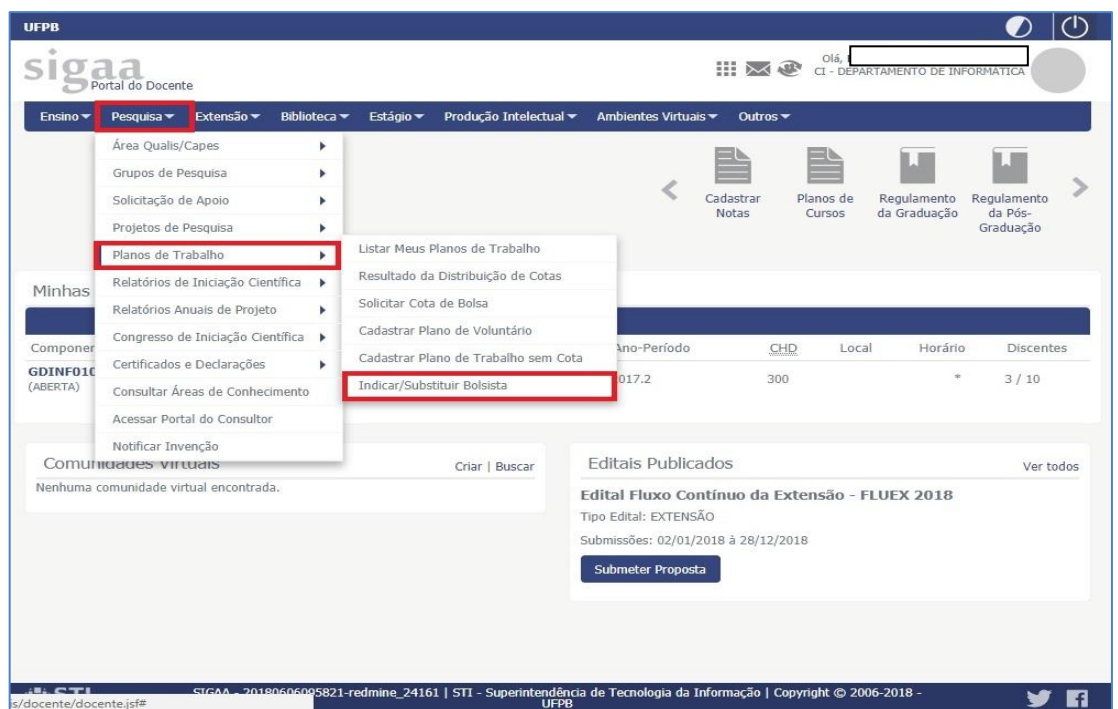 UFPB
sigaa
Portal do Docente
Olá,
CI - DEPARTAMENTO DE INFORMÁTICA
Ensino Pesquisa Extensão Biblioteca Estágio Produção Intelectual Ambientes Virtuais Outros
Área Qualis/Capes
Grupos de Pesquisa
Solicitação de Apoio
Projetos de Pesquisa
Planos de Trabalho
Relatórios de Iniciação Científica
Relatórios Anuais de Projeto
Congresso de Iniciação Científica
Certificados e Declarações
Consultar Áreas de Conhecimento
Acessar Portal do Consultor
Notificar Invenção
Listar Meus Planos de Trabalho
Resultado da Distribuição de Cotas
Solicitar Cota de Bolsa
Cadastrar Plano de Voluntário
Cadastrar Plano de Trabalho sem Cota
Indicar/Substituir Bolsista
Cadastrar
Notas
Planos de
Cursos
Regulamento
da Graduação
Regulamento
da Pós-
Graduação
Minhas
Componen
Ano-Período CHD Local Horário Discentes
GDINF010
(ABERTA)
2017.2 300 * 3 / 10
Comunidades Virtuais
Criar | Buscar
Nenhuma comunidade virtual encontrada.
Editais Publicados
Ver todos
Edital Fluxo Contínuo da Extensão - FLUEX 2018
Tipo Edital: EXTENSÃO
Submissões: 02/01/2018 à 28/12/2018
Submeter Proposta
STI
SIGAA - 20180606095821-redmine_24161 | STI - Superintendência de Tecnologia da Informação | Copyright © 2006-2018 -
UFPB
s/docente/docente.jsf#